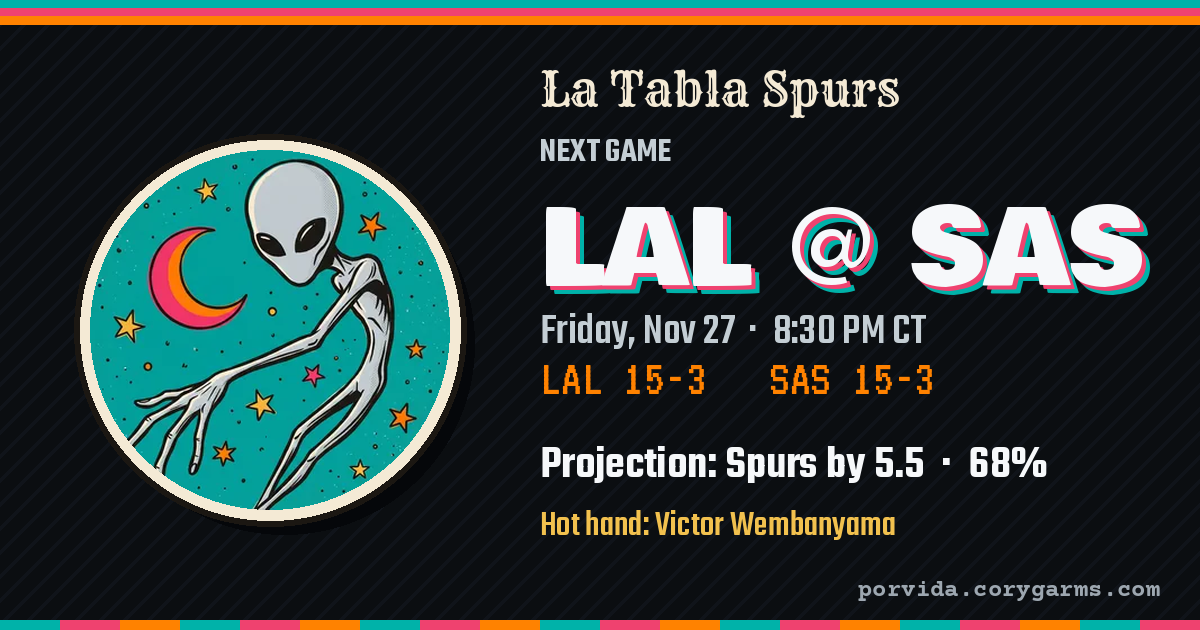 La Tabla Spurs
NEXT GAME
LAL @ SAS
Friday, Nov 27 · 8:30 PM CT
LAL 15-3 SAS 15-3
Projection: Spurs by 5.5 · 68%
Hot hand: Victor Wembanyama
porvida.corygarms.com